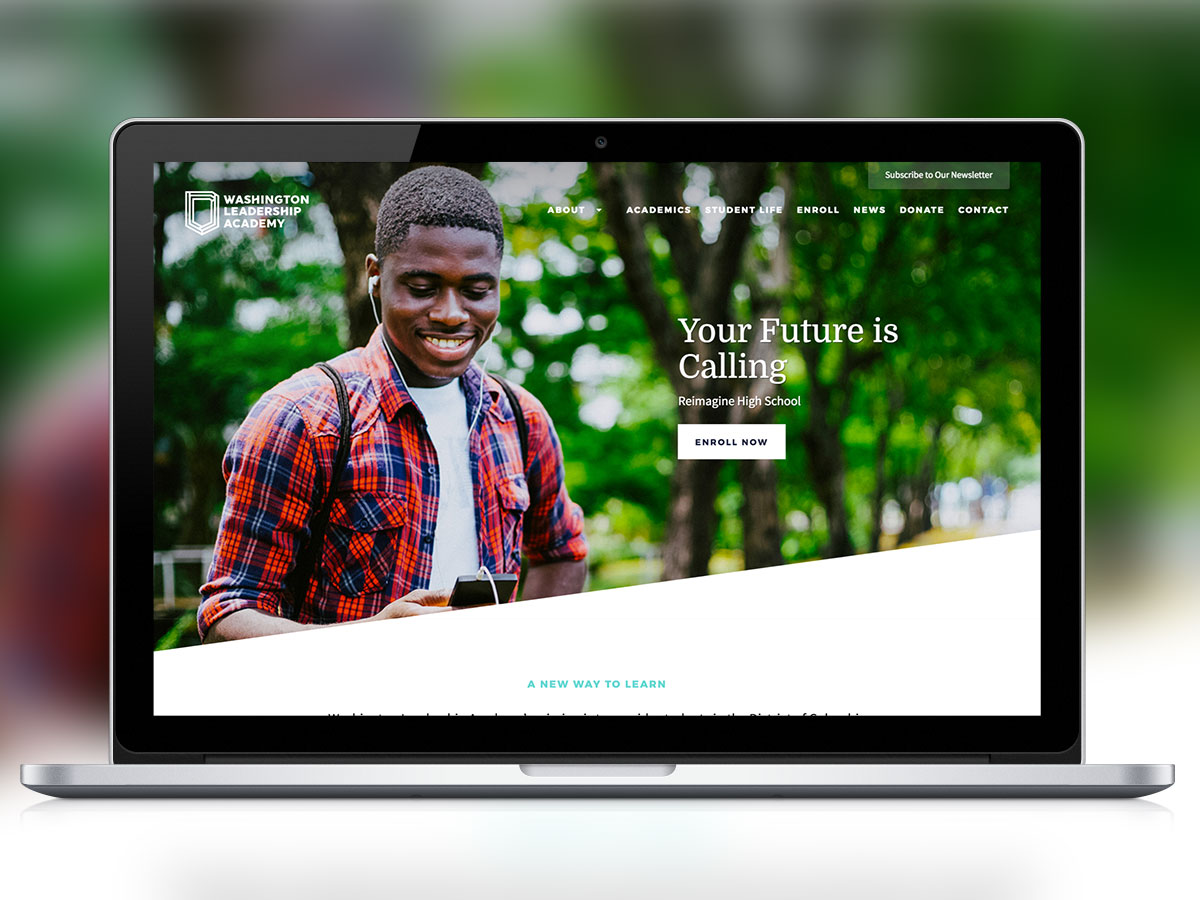 Subscribe to Our Newsletter
WASHINGTON
LEADERSHIP
ACADEMY
ABOUT ACADEMICS STUDENT LIFE ENROLL NEWS DONATE CONTACT
Your Future is
Calling
Reimagine High School
ENROLL NOW
A NEW WAY TO LEARN